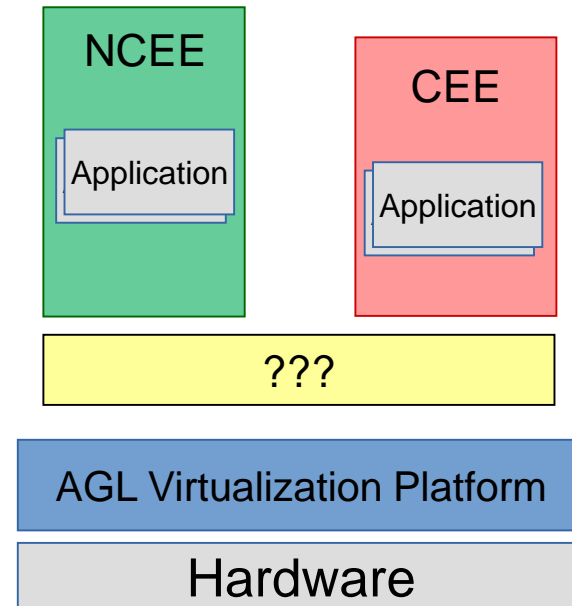 NCEE
CEE
Application
Application
???
AGL Virtualization Platform
Hardware